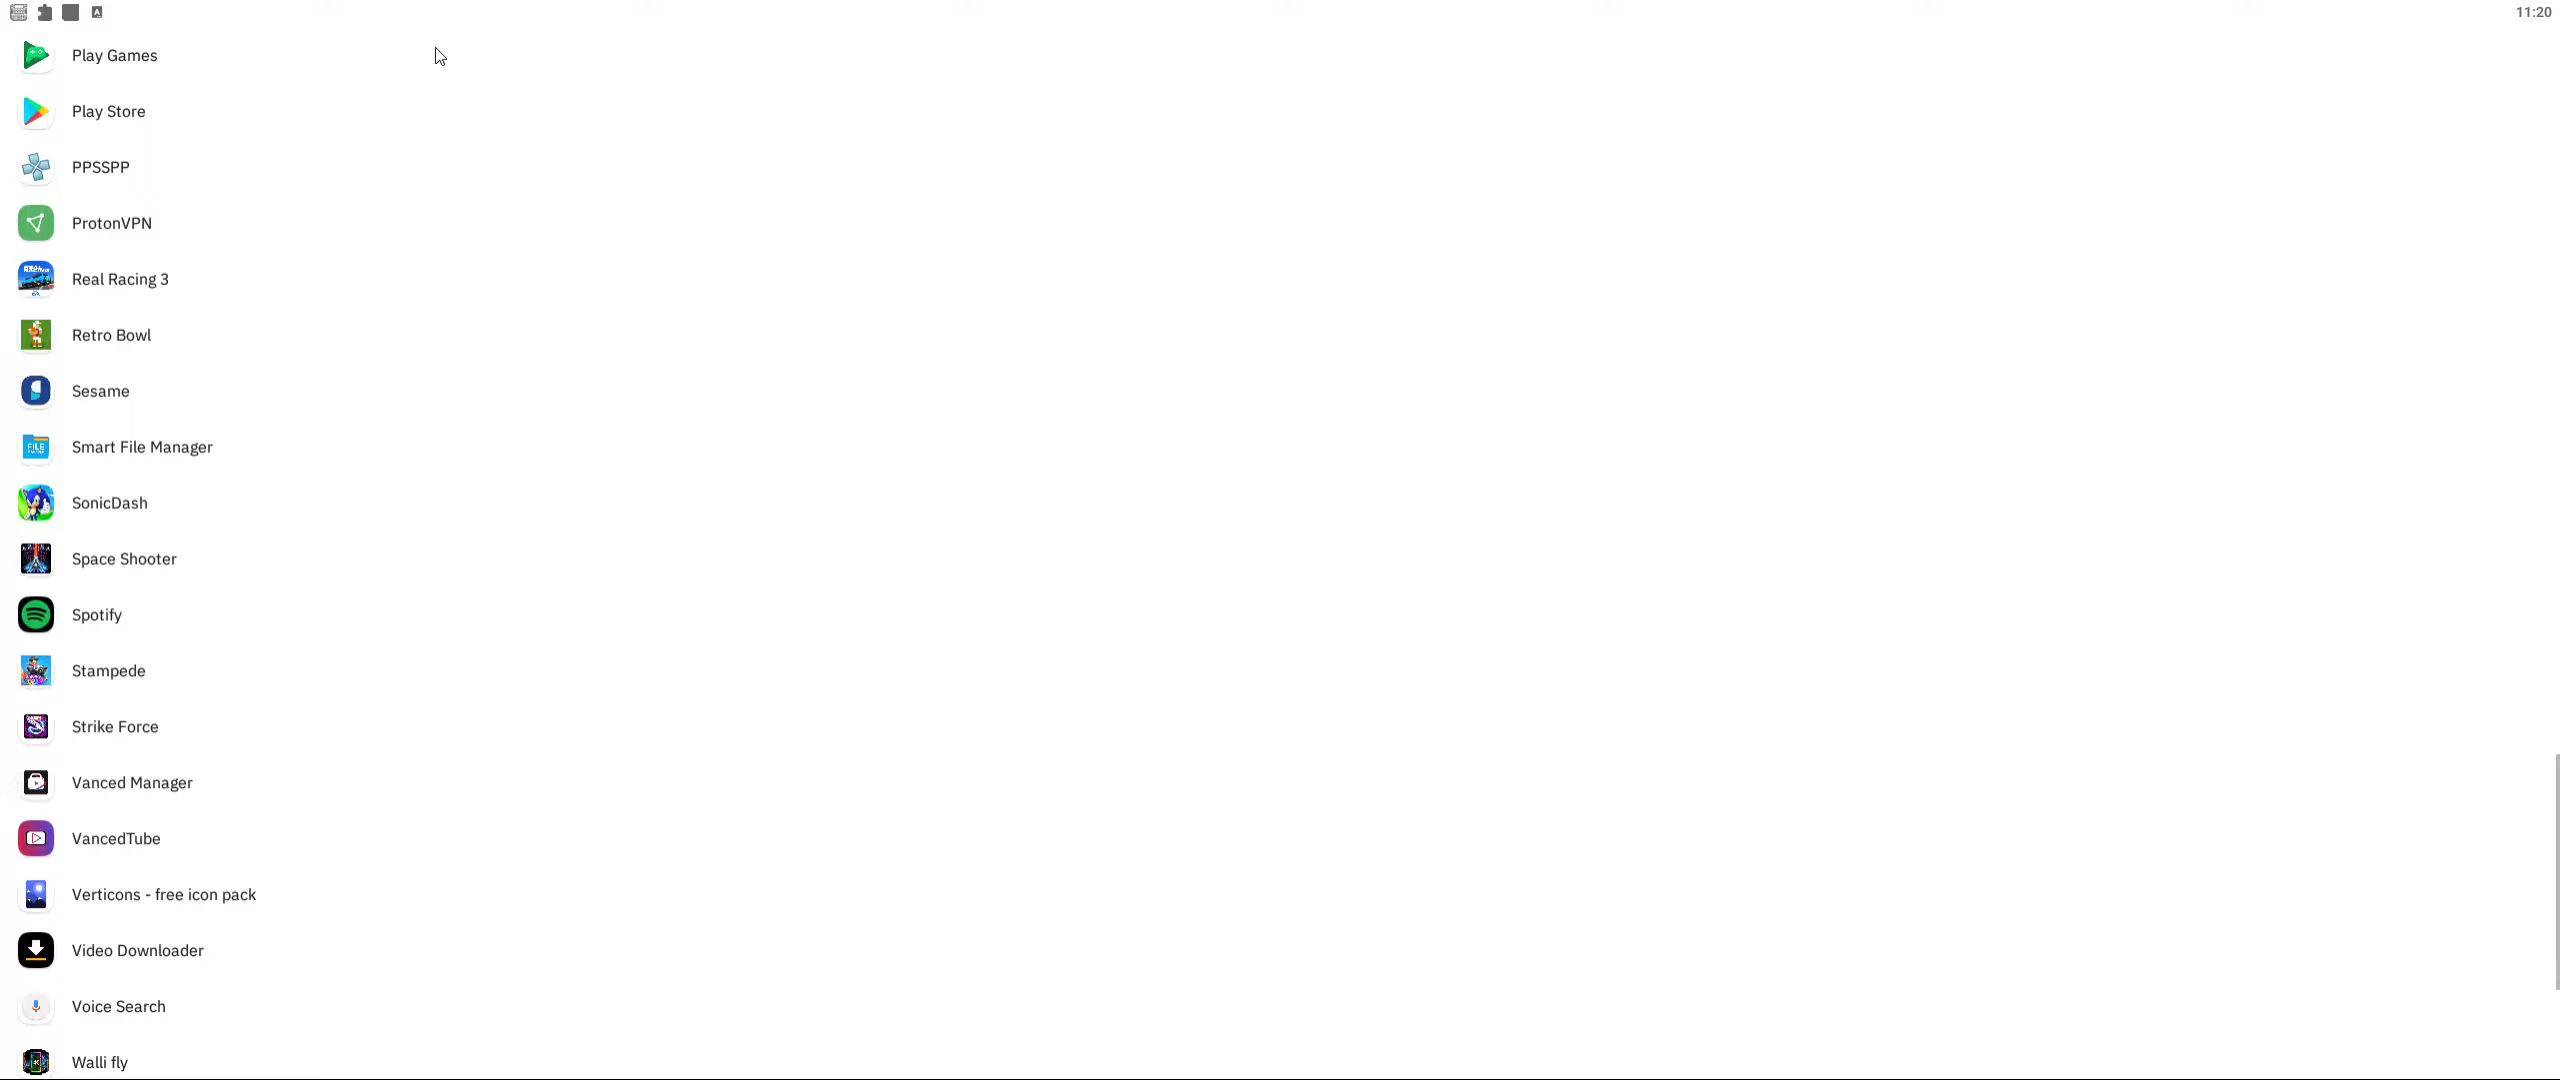 11:20
Play Games
Play Store
PPSSPP
ProtonVPN
Real Racing 3
Retro Bowl
Sesame
Smart File Manager
SonicDash
Space Shooter
Spotify
Stampede
Strike Force
Vanced Manager
VancedTube
Verticons - free icon pack
Video Downloader
Voice Search
Walli fly